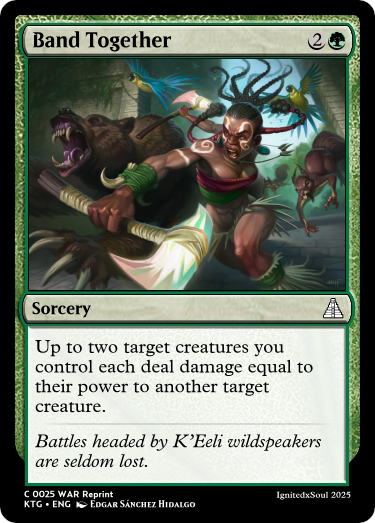 Band Together 2
Sorcery
Up to two target creatures you
control each deal damage equal to
their power to another target
creature.
Battles headed by K'Eeli wildspeakers
are seldom lost.
C 0025 WAR Reprint
KTG • ENG Edgar Sánchez Hidalgo
IgnitedxSoul 2025